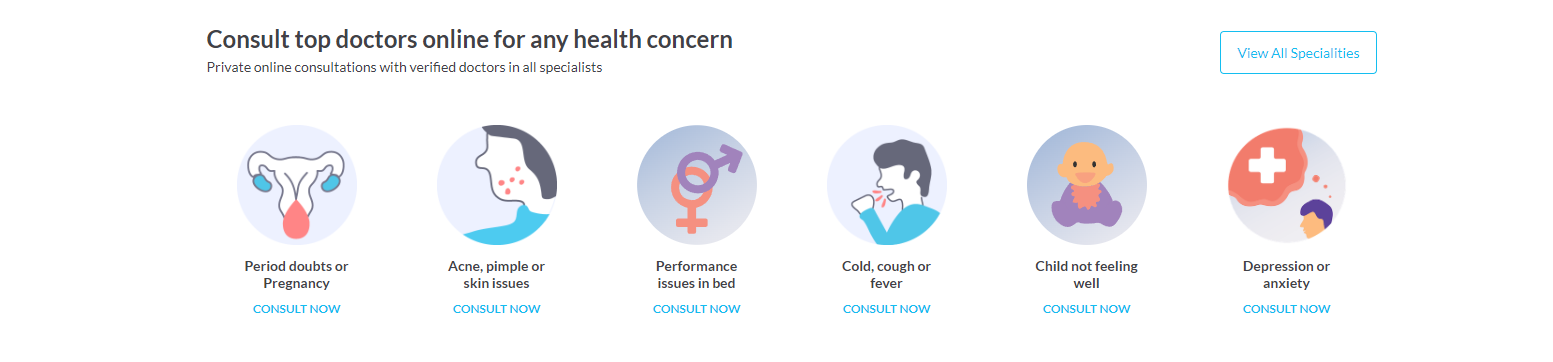 Consult top doctors online for any health concern
Private online consultations with verified doctors in all specialists
View All Specialities
Period doubts or
Pregnancy
CONSULT NOW
Acne, pimple or
skin issues
CONSULT NOW
Performance
issues in bed
CONSULT NOW
Cold, cough or
fever
CONSULT NOW
Child not feeling
well
CONSULT NOW
Depression or
anxiety
CONSULT NOW